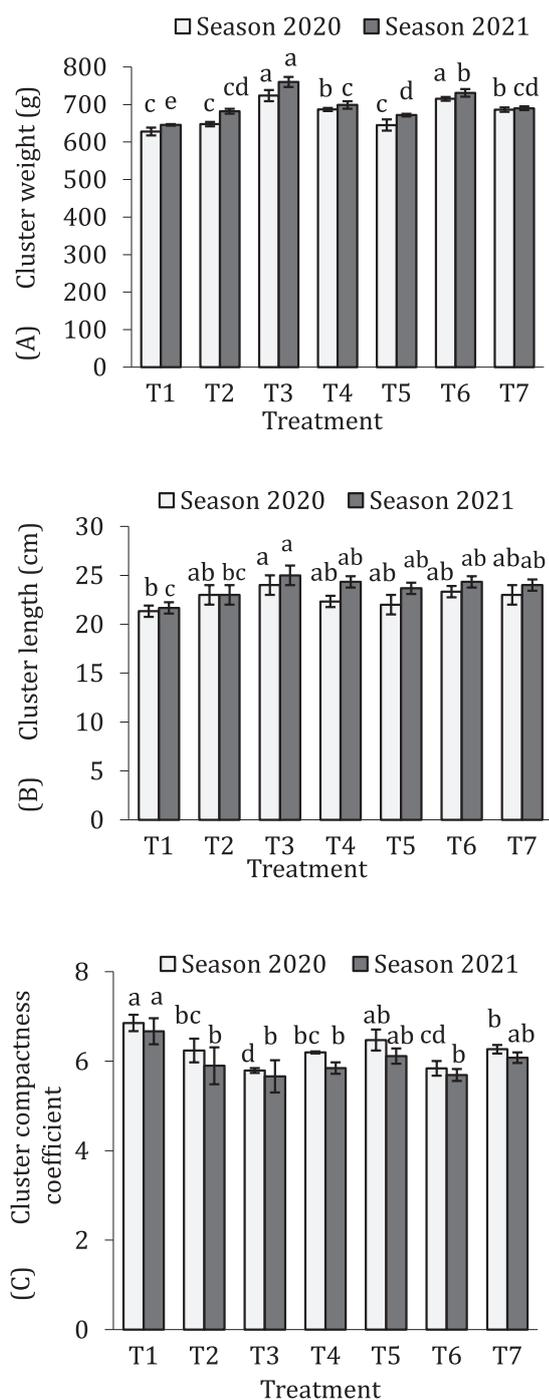 Season 2020 Season 2021
Cluster weight (g)
(A)
800
700
600
500
400
300
200
100
0
c e c cd a a b c c d a b b cd
T1 T2 T3 T4 T5 T6 T7
Treatment
Season 2020 Season 2021
Cluster length (cm)
(B)
30
25
20
15
10
5
0
b c ab bc a a ab ab ab ab ab ab ab ab
T1 T2 T3 T4 T5 T6 T7
Treatment
Season 2020 Season 2021
Cluster compactness
coefficient
(C)
8
6
4
2
0
a a bc b d b bc b ab ab cd b b ab
T1 T2 T3 T4 T5 T6 T7
Treatment